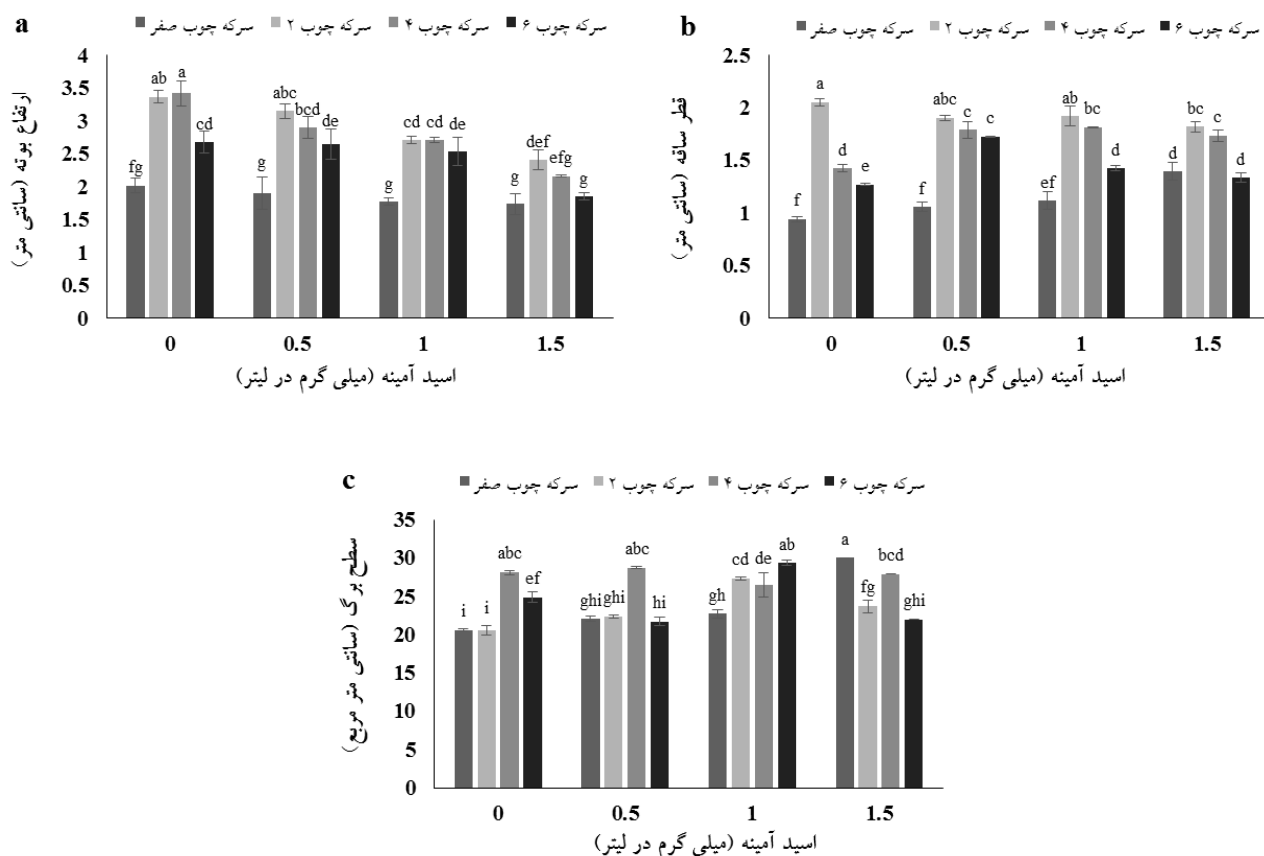 a
سرکه چوب صفر سرکه چوب ۲ سرکه چوب ۴ سرکه چوب ۶
ارتفاع بوته (سانتی متر)
4
3.5
3
2.5
2
1.5
1
0.5
0
fg ab a cd
g abc bcd de
g cd cd de
g def efg g
0 0.5 1 1.5
اسید آمینه (میلی گرم در لیتر)
b
سرکه چوب صفر سرکه چوب ۲ سرکه چوب ۴ سرکه چوب ۶
قطر ساقه (سانتی متر)
2.5
2
1.5
1
0.5
0
f a d e
f abc c c
ef ab bc d
d bc c d
0 0.5 1 1.5
اسید آمینه (میلی گرم در لیتر)
c
سرکه چوب صفر سرکه چوب ۲ سرکه چوب ۴ سرکه چوب ۶
سطح برگ (سانتی متر مربع)
35
30
25
20
15
10
5
0
i i abc ef
ghi ghi abc hi
gh cd de ab
a fg bcd ghi
0 0.5 1 1.5
اسید آمینه (میلی گرم در لیتر)